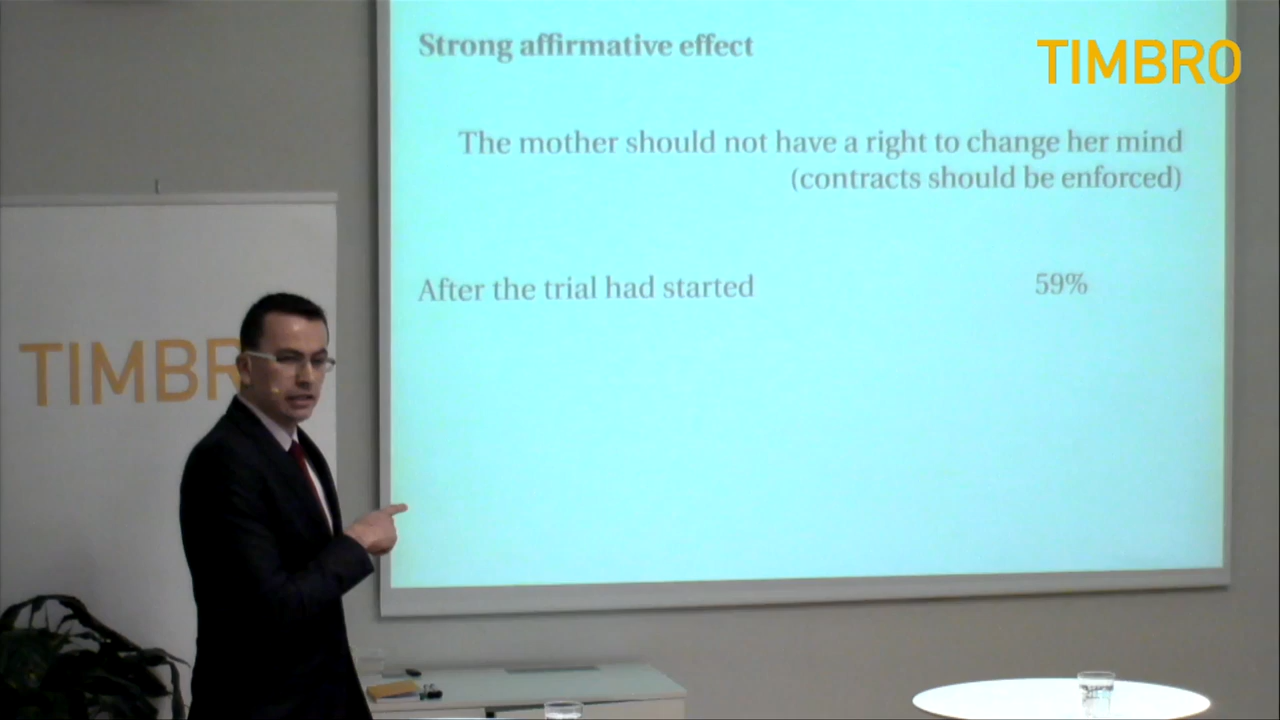 TIMBRO
Strong affirmative effect
The mother should not have a right to change her mind
(contracts should be enforced)
After the trial had started 59%
TIMBR